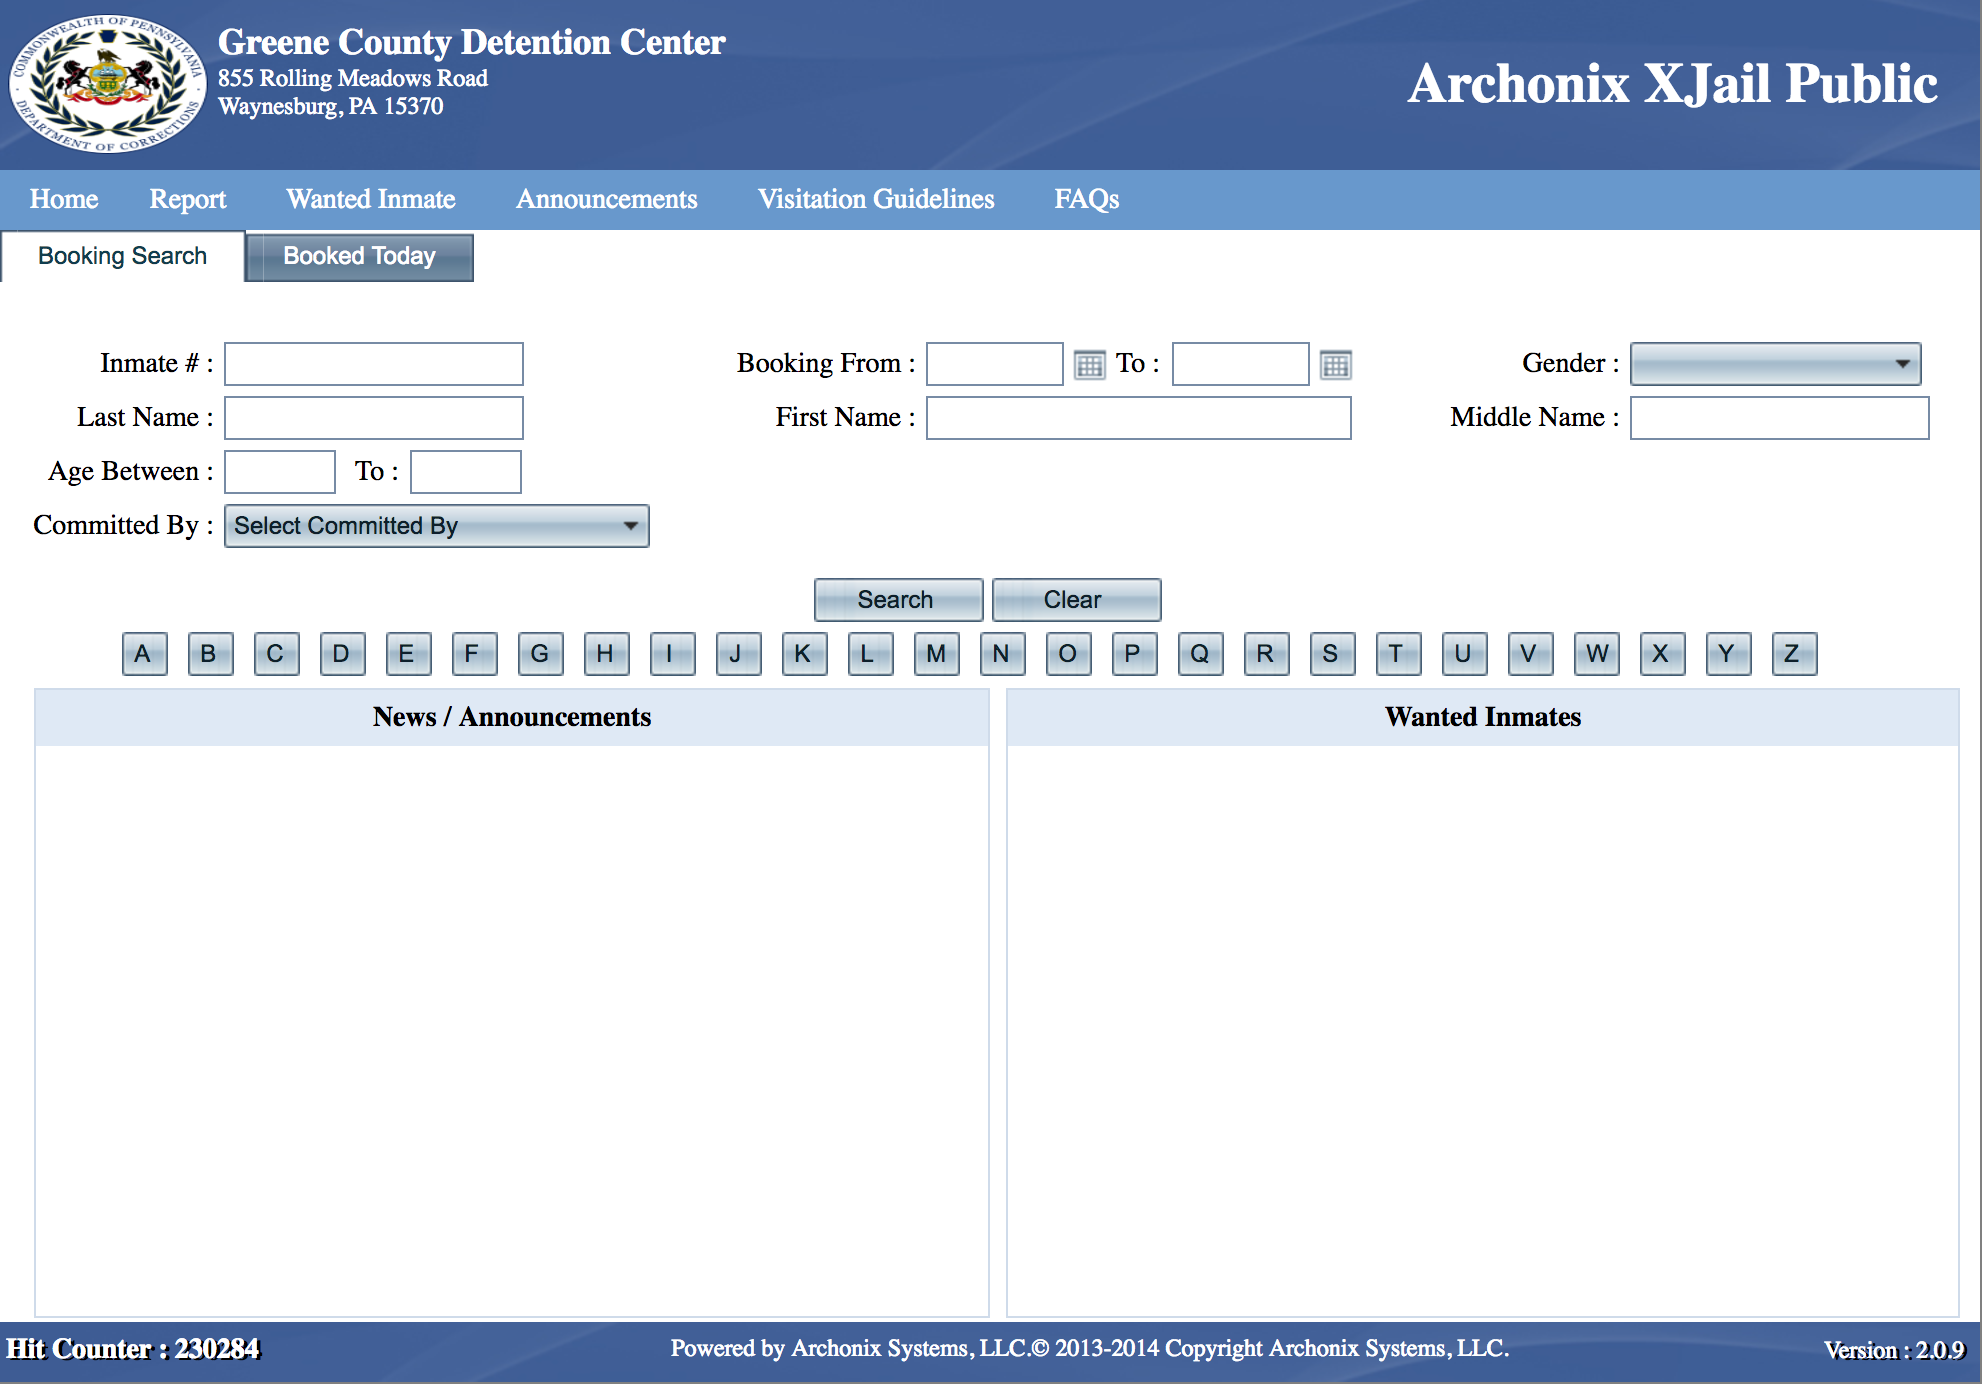 COMMONWEALTH OF PENNSYLVANIA
DEPARTMENT OF CORRECTIONS
Greene County Detention Center
855 Rolling Meadows Road
Waynesburg, PA 15370
Archonix XJail Public
Home Report Wanted Inmate Announcements Visitation Guidelines FAQs
Booking Search Booked Today
Inmate # : Booking From : To : Gender :
Last Name : First Name : Middle Name :
Age Between : To :
Committed By : Select Committed By
Search Clear
A B C D E F G H I J K L M N O P Q R S T U V W X Y Z
News / Announcements Wanted Inmates
Hit Counter : 230284 Powered by Archonix Systems, LLC.© 2013-2014 Copyright Archonix Systems, LLC. Version : 2.0.9